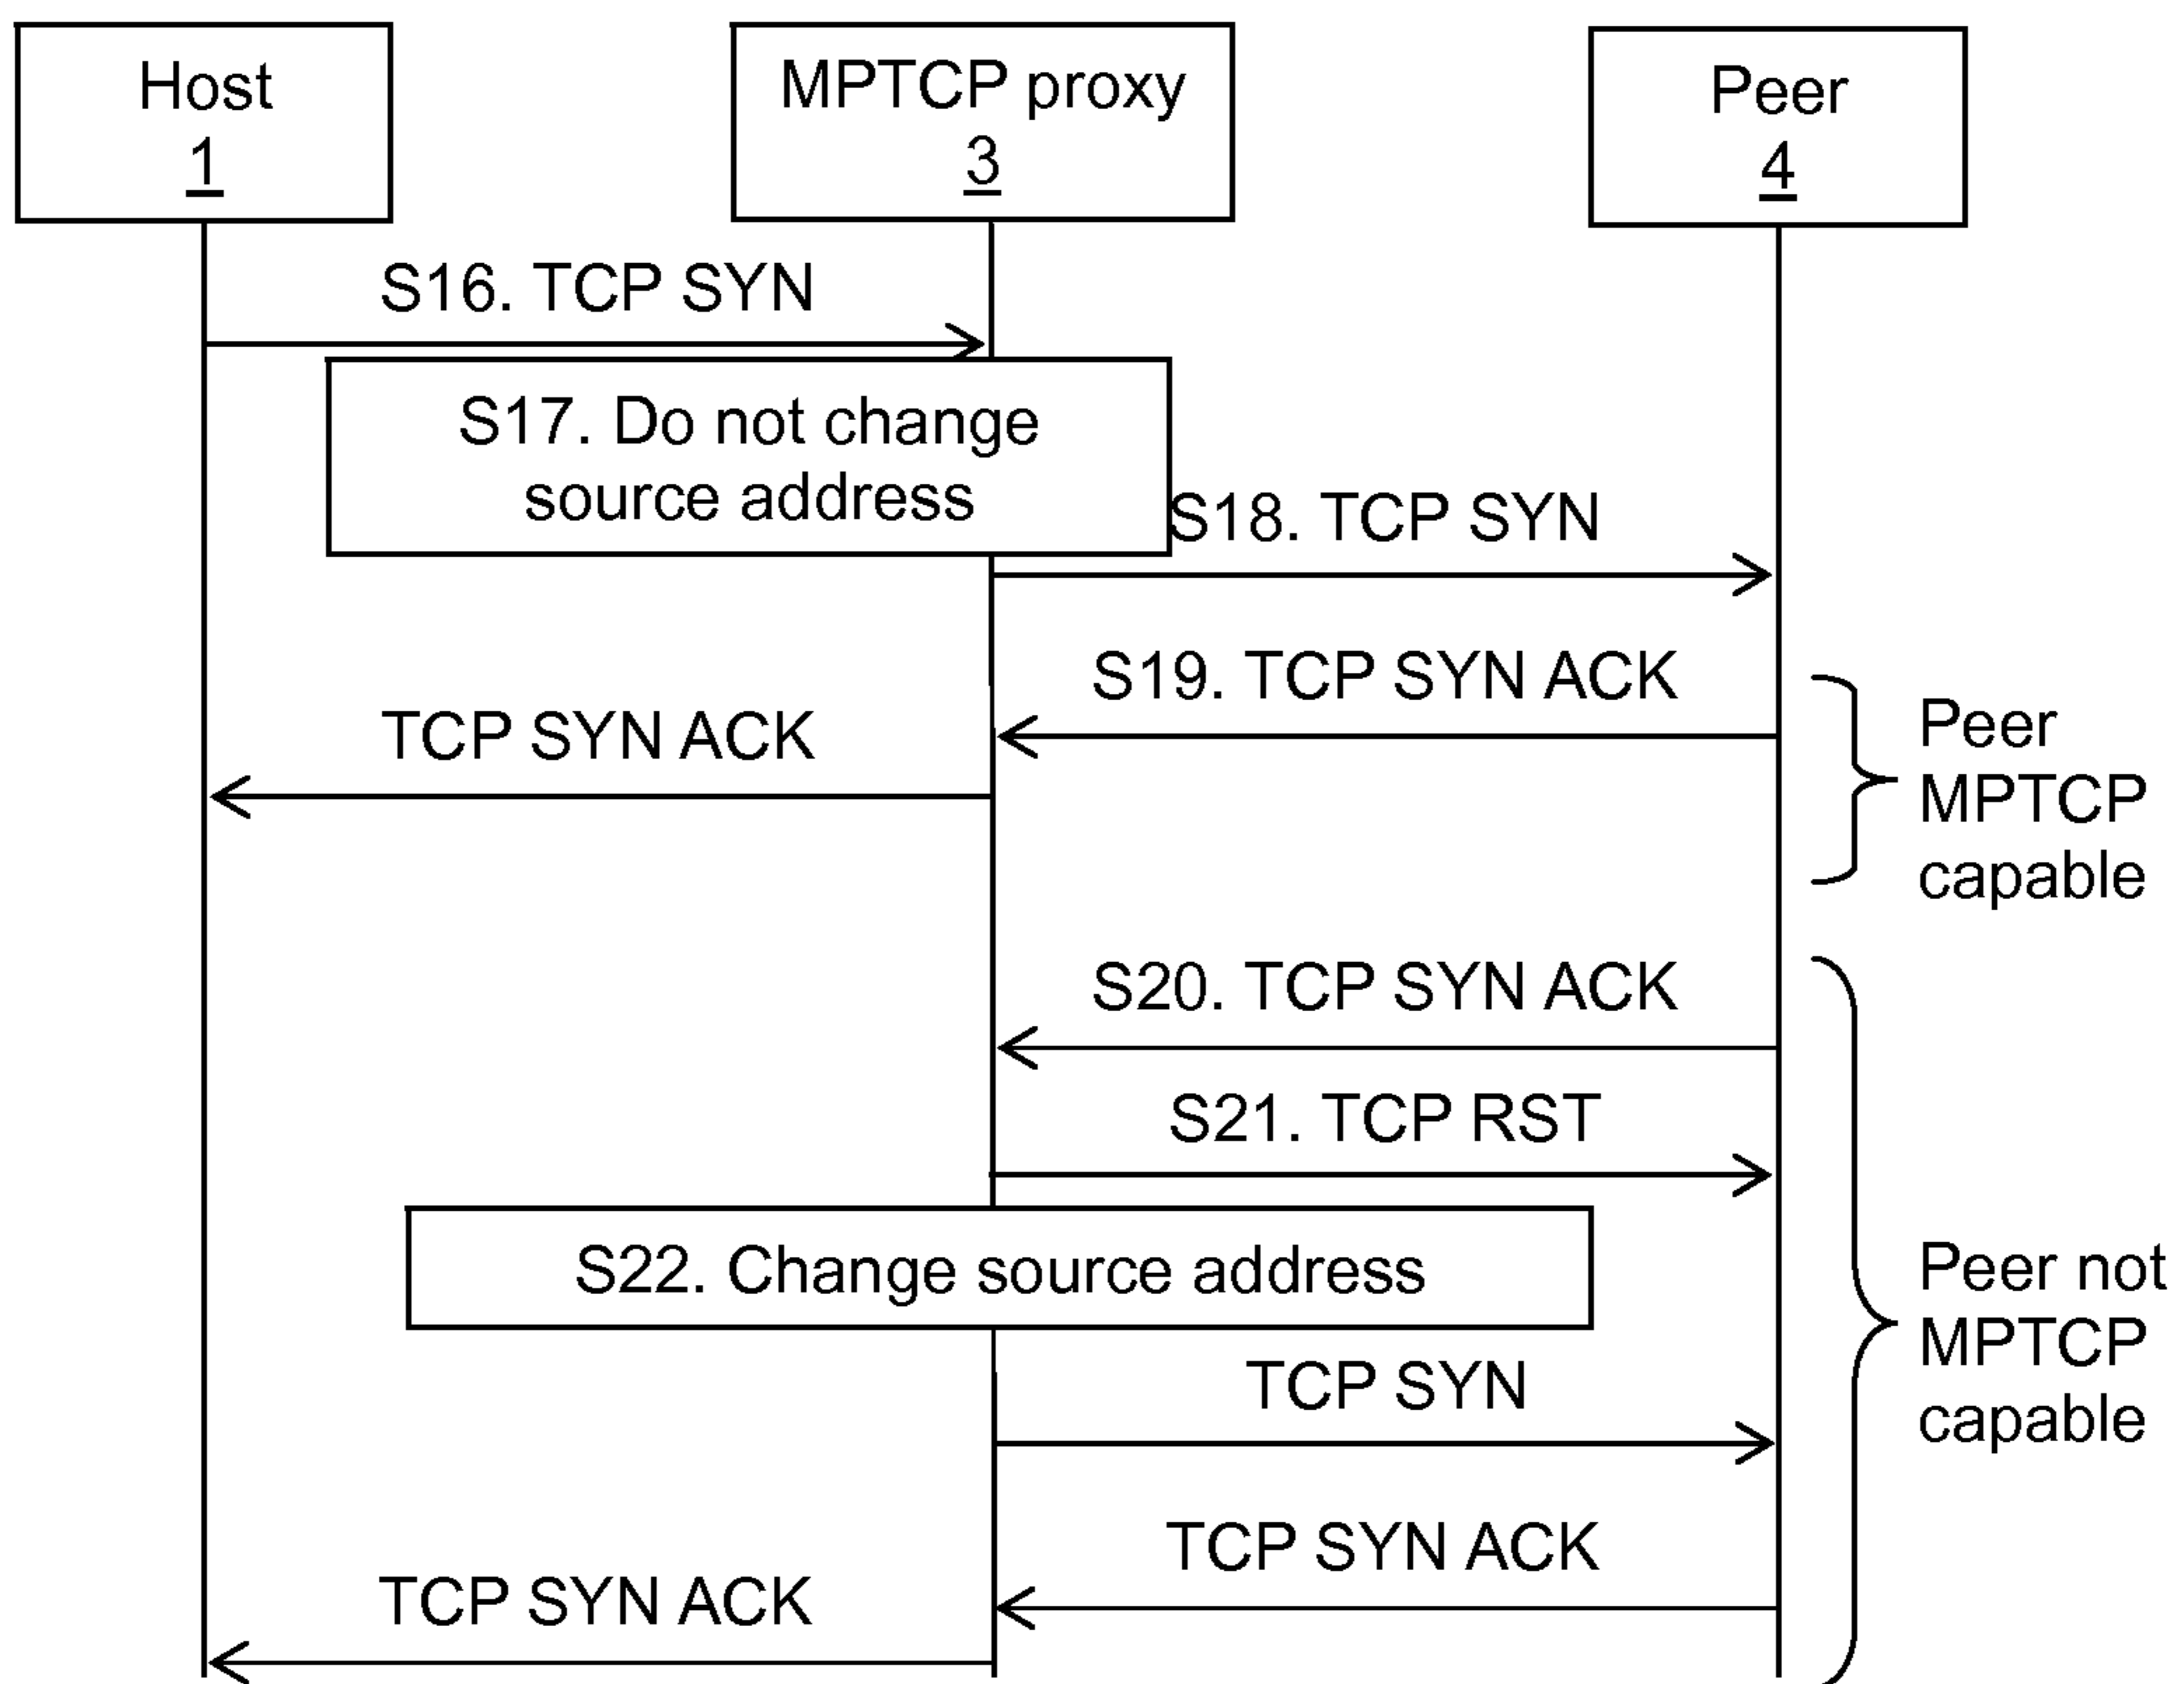 Host
1
MPTCP proxy
3
Peer
4
S16. TCP SYN
S17. Do not change
source address
S18. TCP SYN
S19. TCP SYN ACK
TCP SYN ACK
Peer
MPTCP
capable
S20. TCP SYN ACK
S21. TCP RST
S22. Change source address
Peer not
MPTCP
capable
TCP SYN
TCP SYN ACK
TCP SYN ACK